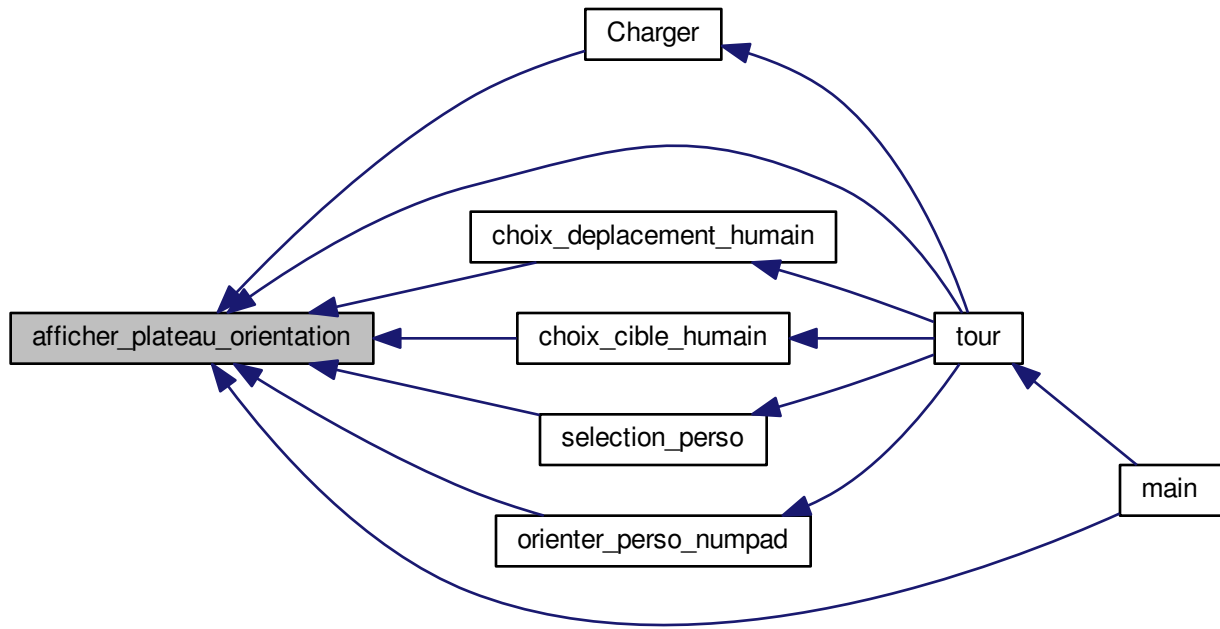 Charger
choix_deplacement_humain
afficher_plateau_orientation
choix_cible_humain
tour
selection_perso
main
orienter_perso_numpad